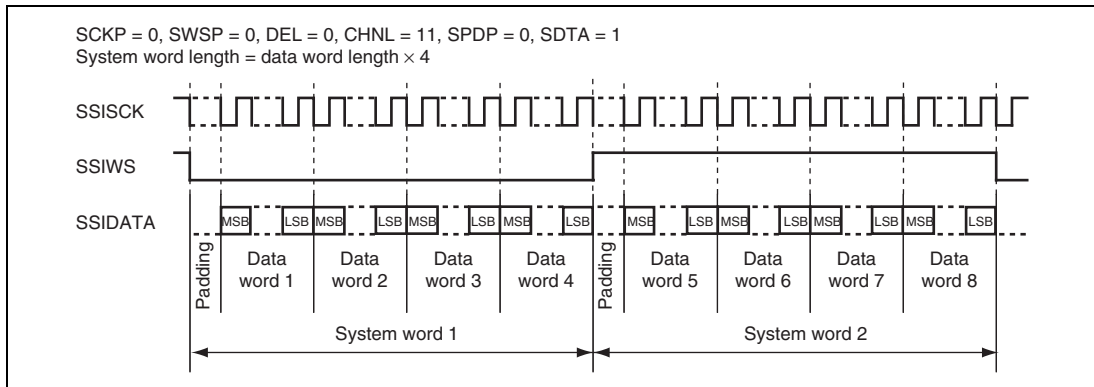 SCKP = 0, SWSP = 0, DEL = 0, CHNL = 11, SPDP = 0, SDTA = 1
System word length = data word length × 4
SSISCK
SSIWS
SSIDATA
MSB LSB MSB LSB MSB LSB MSB LSB MSB LSB MSB LSB MSB LSB MSB LSB
Padding
Data word 1
Data word 2
Data word 3
Data word 4
Padding
Data word 5
Data word 6
Data word 7
Data word 8
System word 1
System word 2